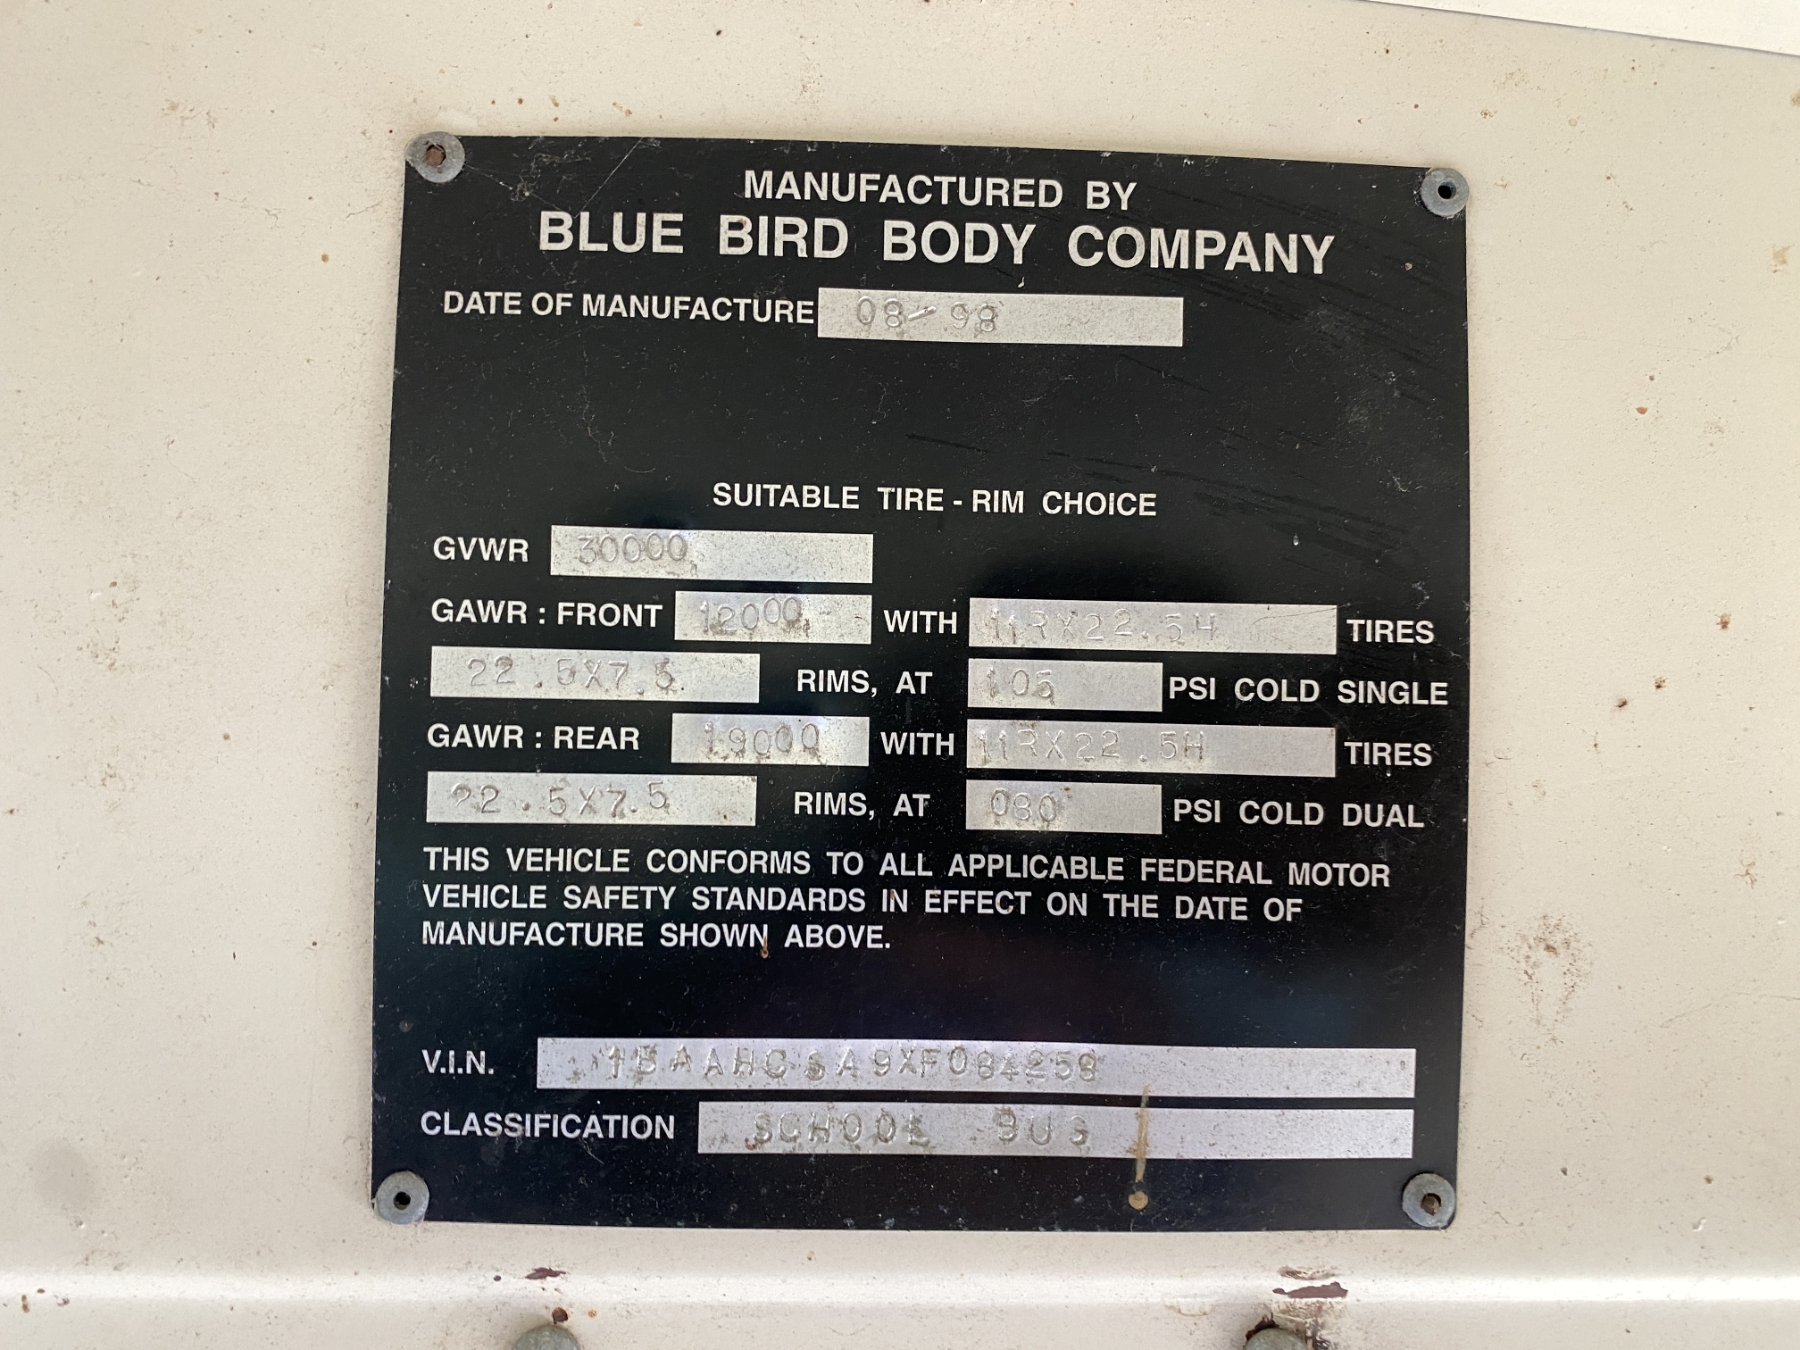 MANUFACTURED BY
BLUE BIRD BODY COMPANY
DATE OF MANUFACTURE 08-98
SUITABLE TIRE - RIM CHOICE
GVWR 30000
GAWR : FRONT 12000 WITH 11RX22.5H TIRES
22.5X7.5 RIMS, AT 105 PSI COLD SINGLE
GAWR : REAR 19000 WITH 11RX22.5H TIRES
22.5X7.5 RIMS, AT 080 PSI COLD DUAL
THIS VEHICLE CONFORMS TO ALL APPLICABLE FEDERAL MOTOR
VEHICLE SAFETY STANDARDS IN EFFECT ON THE DATE OF
MANUFACTURE SHOWN ABOVE.
V.I.N.
CLASSIFICATION SCHOOL BUS